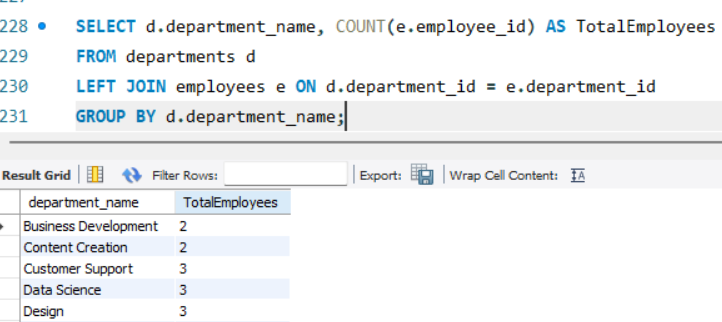 228 SELECT d.department_name, COUNT(e.employee_id) AS TotalEmployees
229 FROM departments d
230 LEFT JOIN employees e ON d.department_id = e.department_id
231 GROUP BY d.department_name;
Result Grid Filter Rows: Export: Wrap Cell Content: IA
department_name TotalEmployees
Business Development 2
Content Creation 2
Customer Support 3
Data Science 3
Design 3